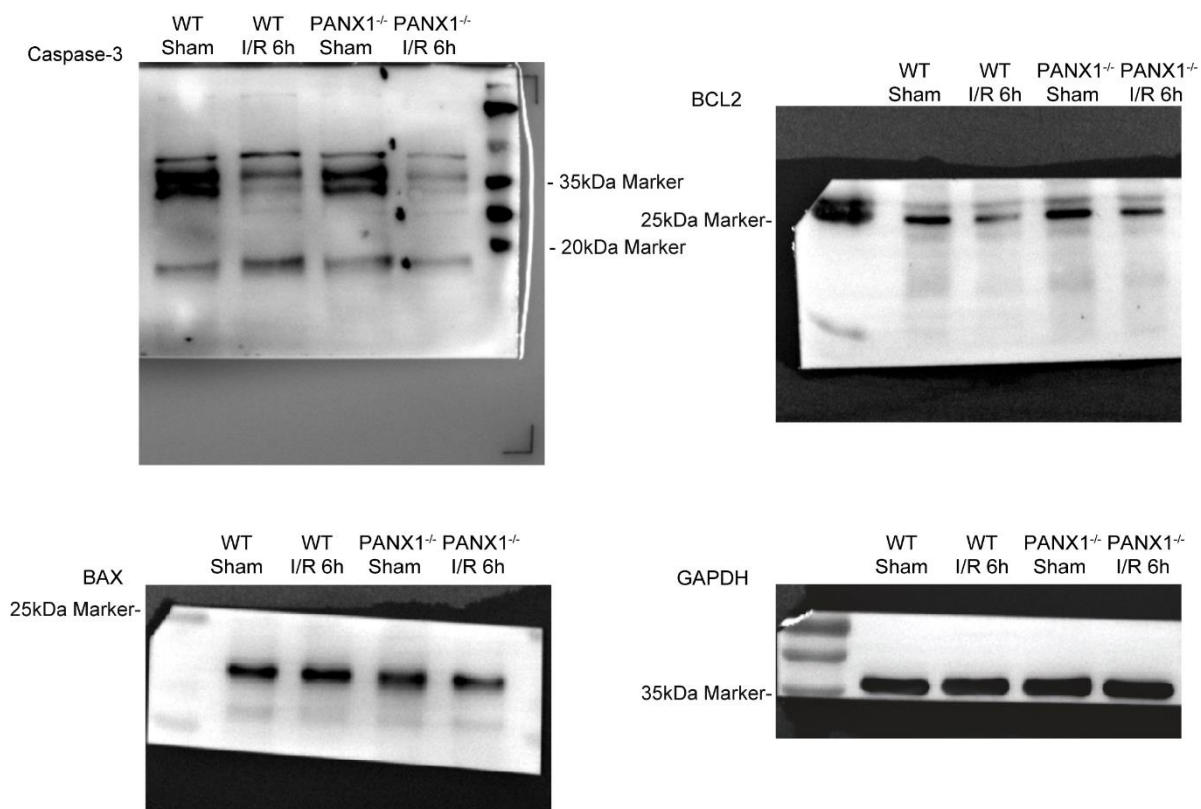 WT WT PANX1-/- PANX1-/-
Sham I/R 6h Sham I/R 6h
Caspase-3
- 35kDa Marker
- 20kDa Marker
WT WT PANX1-/- PANX1-/-
Sham I/R 6h Sham I/R 6h
BCL2
25kDa Marker-
WT WT PANX1-/- PANX1-/-
Sham I/R 6h Sham I/R 6h
BAX
25kDa Marker-
WT WT PANX1-/- PANX1-/-
Sham I/R 6h Sham I/R 6h
GAPDH
35kDa Marker-